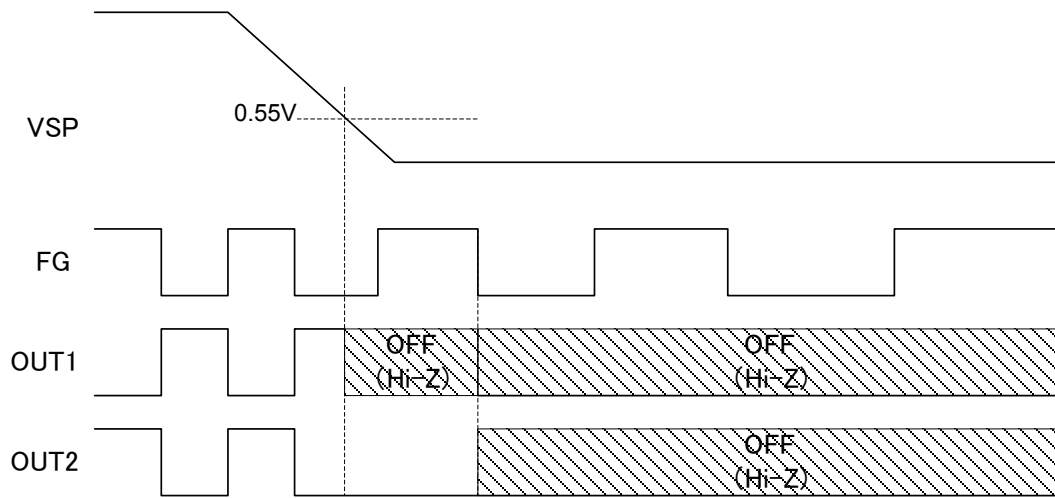 0.55V
VSP
FG
OUT1
OFF
(Hi-Z)
OFF
(Hi-Z)
OUT2
OFF
(Hi-Z)